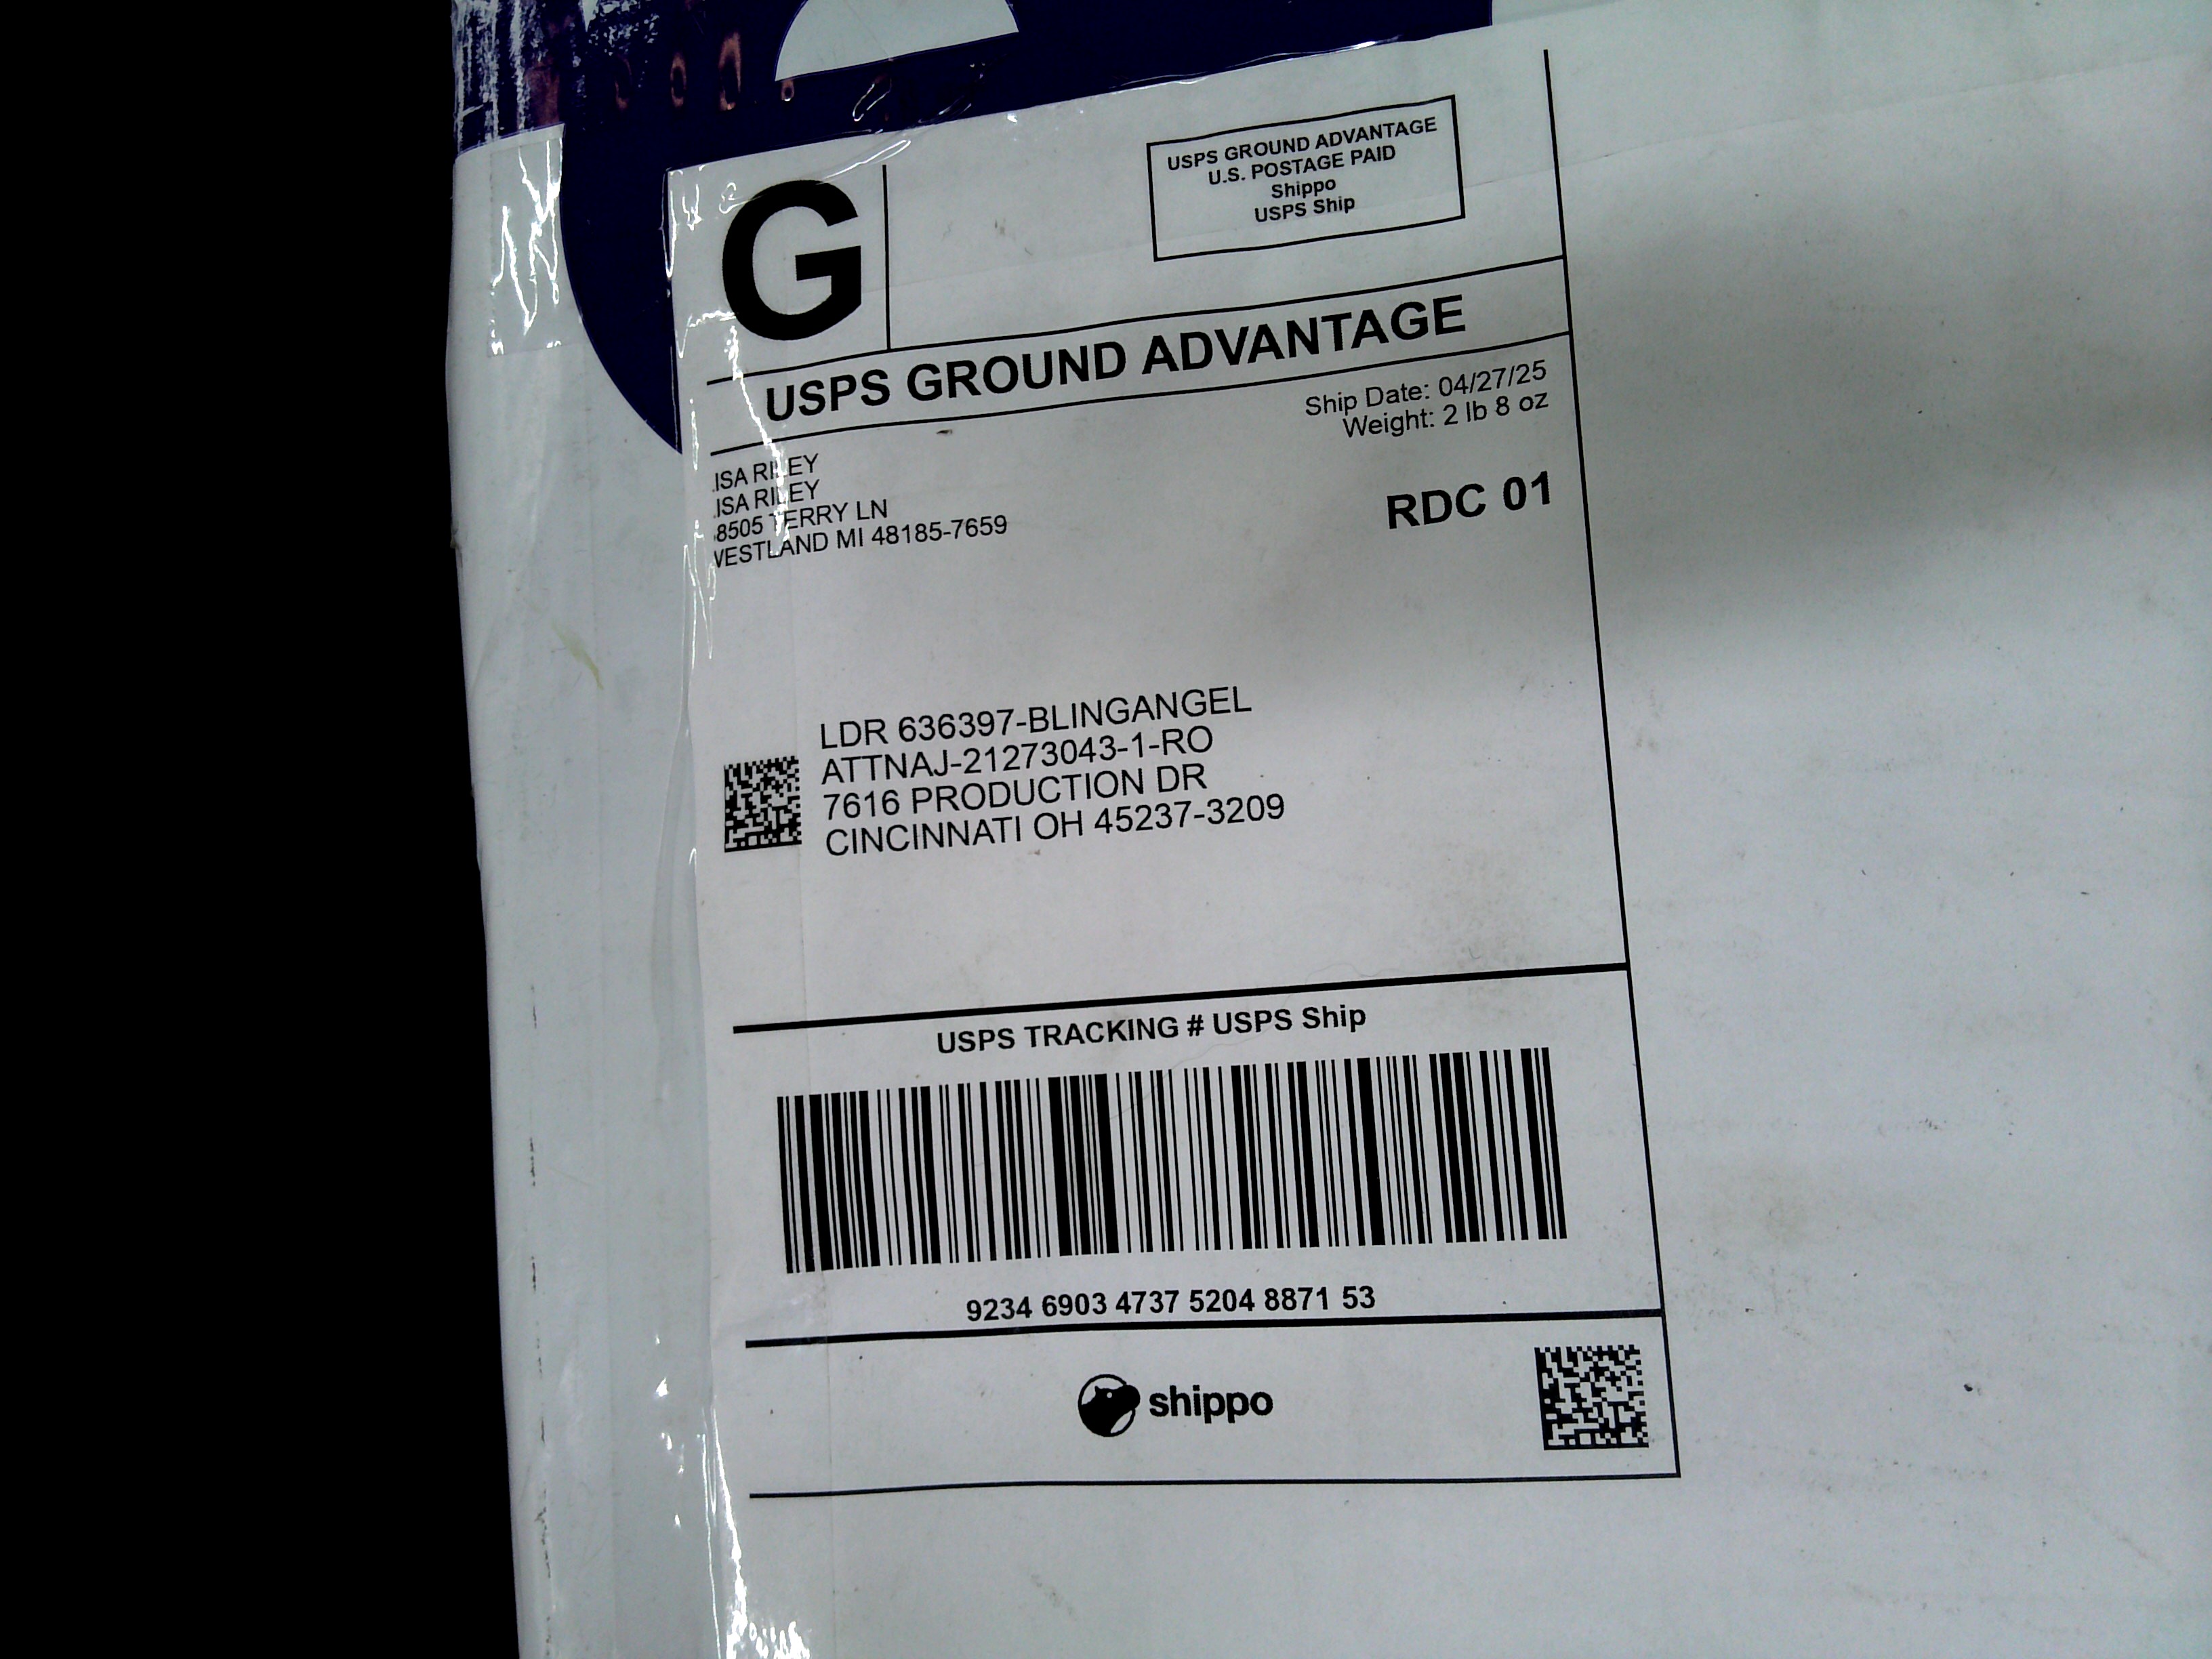 G
USPS GROUND ADVANTAGE
U.S. POSTAGE PAID
Shippo
USPS Ship
USPS GROUND ADVANTAGE
Ship Date: 04/27/25
Weight: 2 lb 8 oz
ISA RILEY
ISA RILEY
8505 TERRY LN
WESTLAND MI 48185-7659
RDC 01
LDR 636397-BLINGANGEL
ATTNAJ-21273043-1-RO
7616 PRODUCTION DR
CINCINNATI OH 45237-3209
USPS TRACKING # USPS Ship
9234 6903 4737 5204 8871 53
shippo